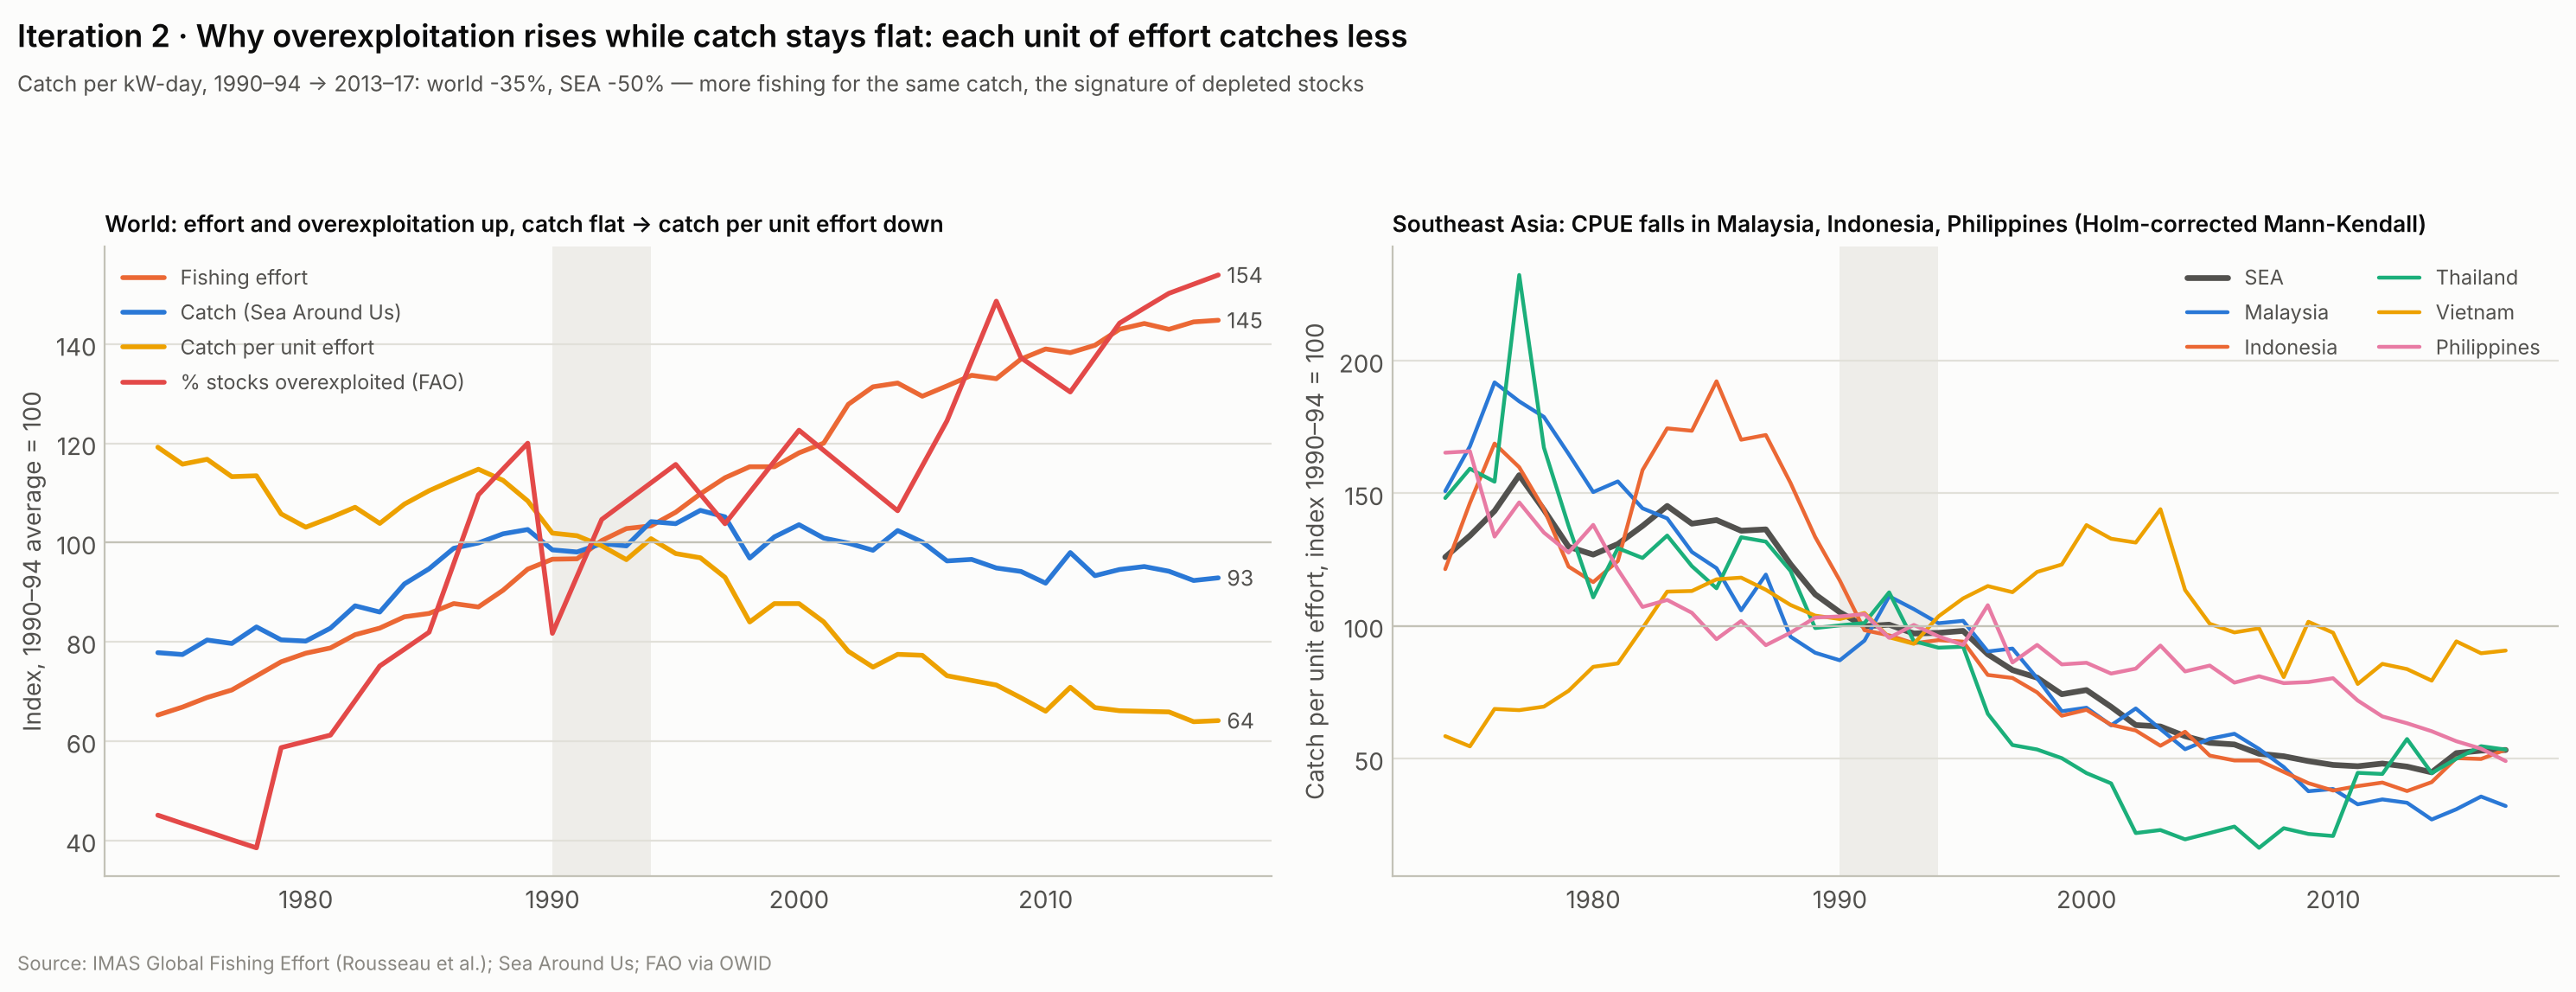 Iteration 2 · Why overexploitation rises while catch stays flat: each unit of effort catches less
Catch per kW-day, 1990–94 → 2013–17: world -35%, SEA -50% — more fishing for the same catch, the signature of depleted stocks
World: effort and overexploitation up, catch flat → catch per unit effort down
Index, 1990–94 average = 100
140
120
100
80
60
40
Fishing effort
Catch (Sea Around Us)
Catch per unit effort
% stocks overexploited (FAO)
154
145
93
64
1980
1990
2000
2010
Southeast Asia: CPUE falls in Malaysia, Indonesia, Philippines (Holm-corrected Mann-Kendall)
Catch per unit effort, index 1990–94 = 100
200
150
100
50
SEA
Malaysia
Indonesia
Thailand
Vietnam
Philippines
1980
1990
2000
2010
Source: IMAS Global Fishing Effort (Rousseau et al.); Sea Around Us; FAO via OWID